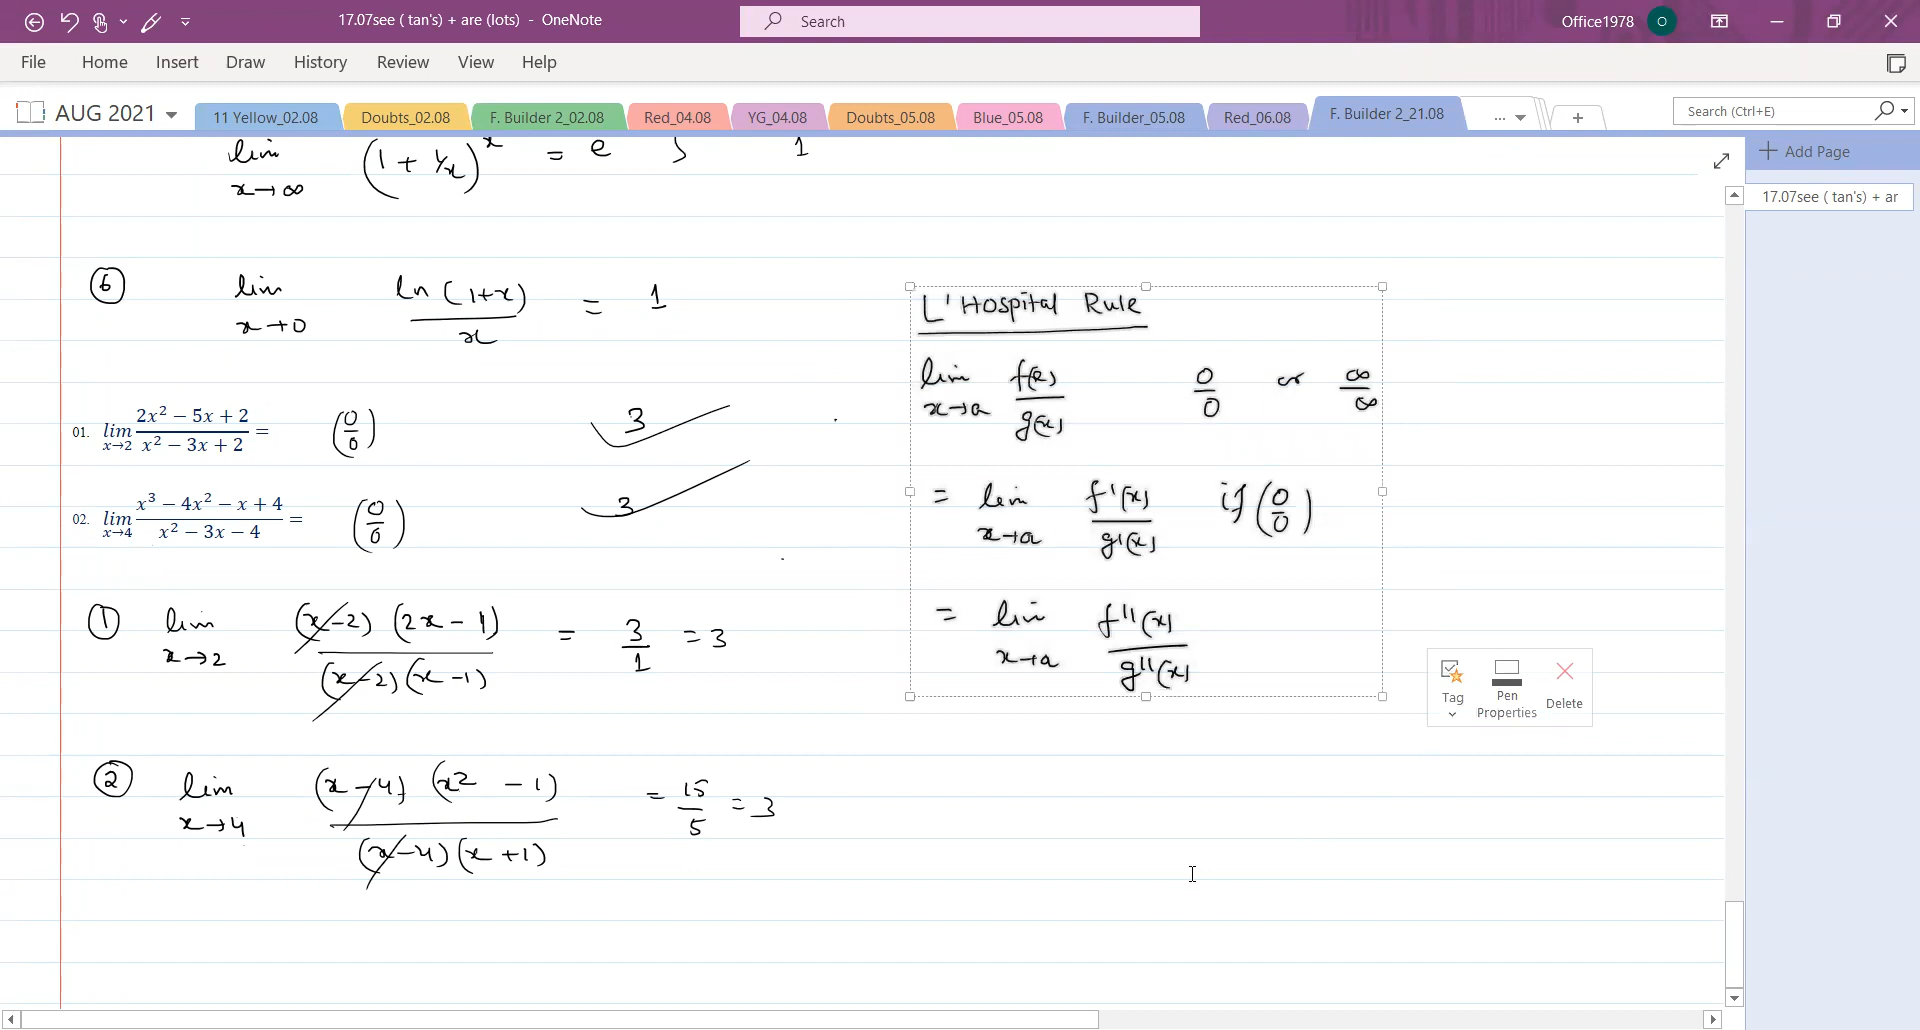 17.07see ( tan's) + are (lots) - OneNote
Search
Office1978
O
File Home Insert Draw History Review View Help
AUG 2021
11 Yellow_02.08
Doubts_02.08
F. Builder 2_02.08
Red_04.08
YG_04.08
Doubts_05.08
Blue_05.08
F. Builder_05.08
Red_06.08
F. Builder 2_21.08
...
+
Search (Ctrl+E)
Add Page
17.07see ( tan's) + ar
lim x→∞ (1 + 1/x)^x = e 1
⑥ lim x→0 ln (1+x) / x = 1
01. lim x→2 (2x² − 5x + 2)/(x² − 3x + 2) = (0/0) 3
02. lim x→4 (x³ − 4x² − x + 4)/(x² − 3x − 4) = (0/0) 3
① lim x→2 (x-2) (2x-1) / (x-2) (x-1) = 3/1 = 3
② lim x→4 (x-4) (x² - 1) / (x-4) (x+1) = 15/5 = 3
L'Hospital Rule
lim x→a f(x)/g(x) 0/0 or ∞/∞
= lim x→a f'(x)/g'(x) if (0/0)
= lim x→a f''(x)/g''(x)
Tag
Pen Properties
Delete